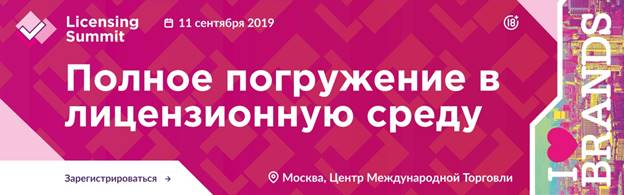 Licensing
Summit
11 сентября 2019
18+
Полное погружение в
лицензионную среду
Зарегистрироваться →
Москва, Центр Международной Торговли
I ♥
BRANDS